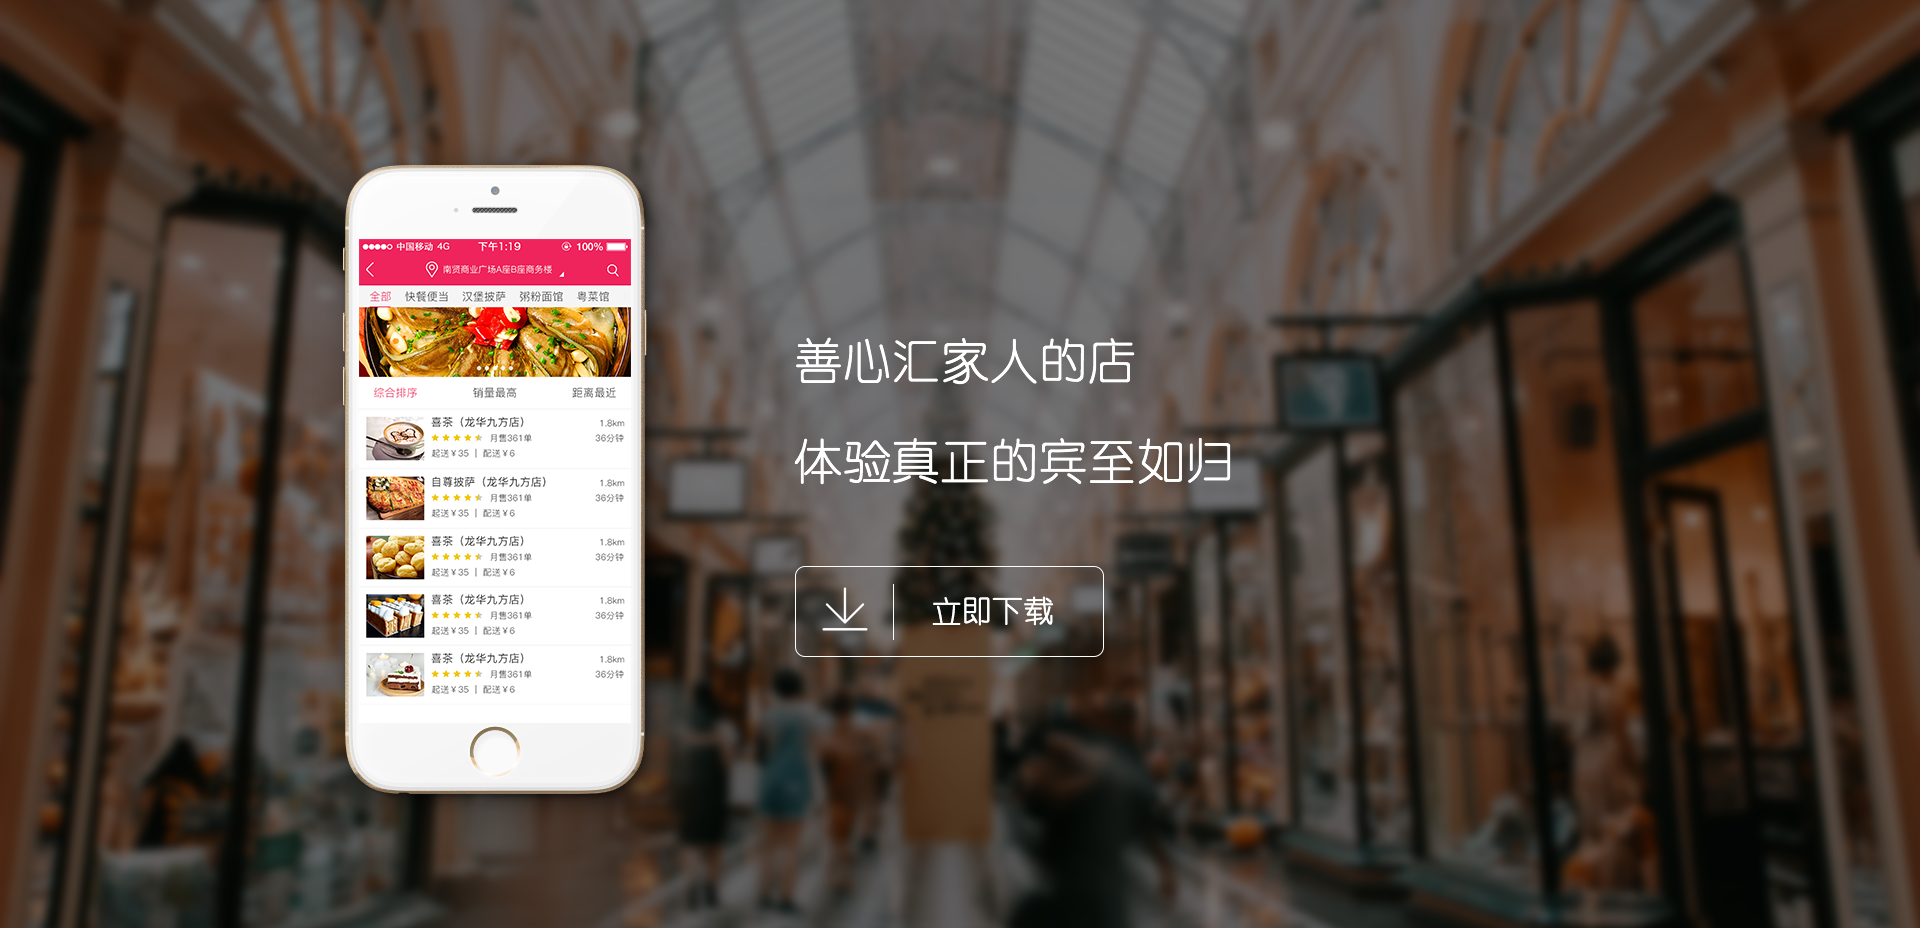 中国移动 4G 下午1:19 100%
南贤商业广场A座B座商务楼
全部 快餐便当 汉堡披萨 粥粉面馆 粤菜馆
综合排序 销量最高 距离最近
喜茶（龙华九方店） 1.8km
月售361单 36分钟
起送¥35 | 配送¥6
自尊披萨（龙华九方店） 1.8km
月售361单 36分钟
起送¥35 | 配送¥6
喜茶（龙华九方店） 1.8km
月售361单 36分钟
起送¥35 | 配送¥6
喜茶（龙华九方店） 1.8km
月售361单 36分钟
起送¥35 | 配送¥6
喜茶（龙华九方店） 1.8km
月售361单 36分钟
起送¥35 | 配送¥6
善心汇家人的店
体验真正的宾至如归
立即下载